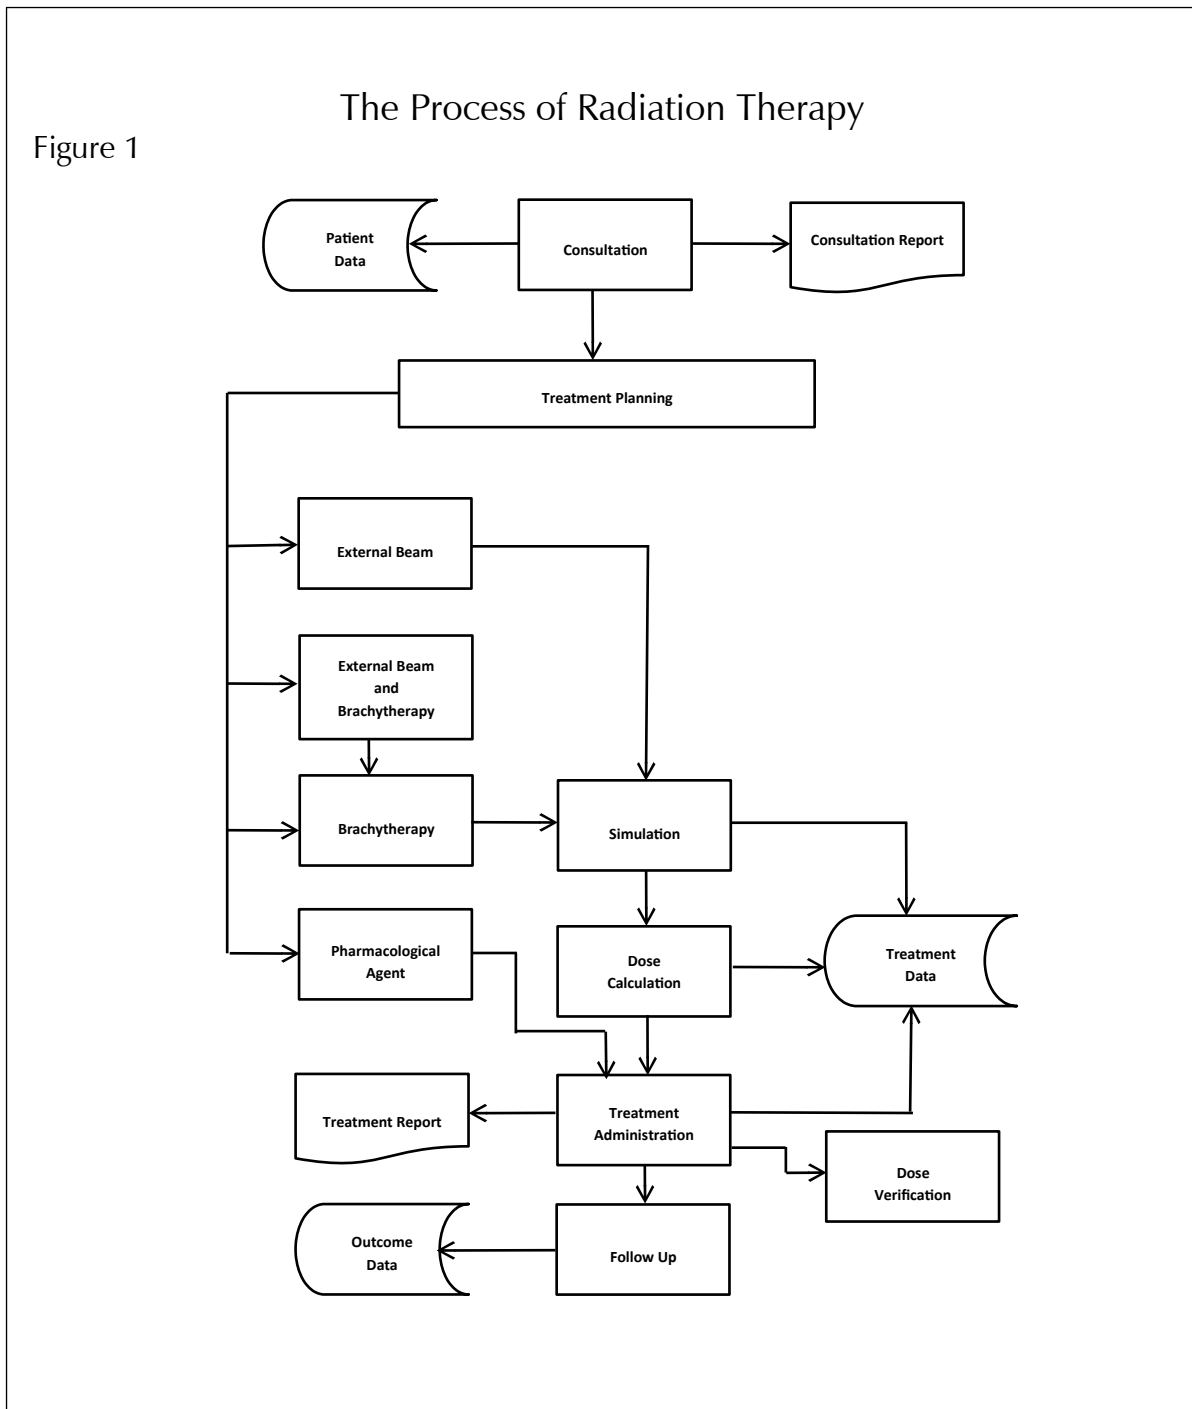 The Process of Radiation Therapy
Figure 1
Patient
Data
Consultation
Consultation Report
Treatment Planning
External Beam
External Beam
and
Brachytherapy
Brachytherapy
Simulation
Pharmacological
Agent
Dose
Calculation
Treatment
Data
Treatment Report
Treatment
Administration
Dose
Verification
Outcome
Data
Follow Up